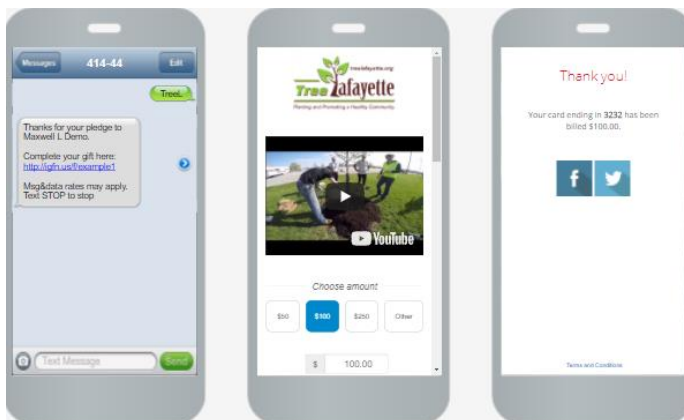 Messages
414-44
Edit
TreeL
Thanks for your pledge to
Maxwell L Demo.
Complete your gift here:
http://igfn.us/f/example1
Msg&data rates may apply.
Text STOP to stop
Text Message
Send
treelafayette.org
Tree Lafayette
Planting and Promoting a Healthy Community
YouTube
Choose amount
$50
$100
$250
Other
$ 100.00
Thank you!
Your card ending in 3232 has been
billed $100.00.
f
Terms and Conditions